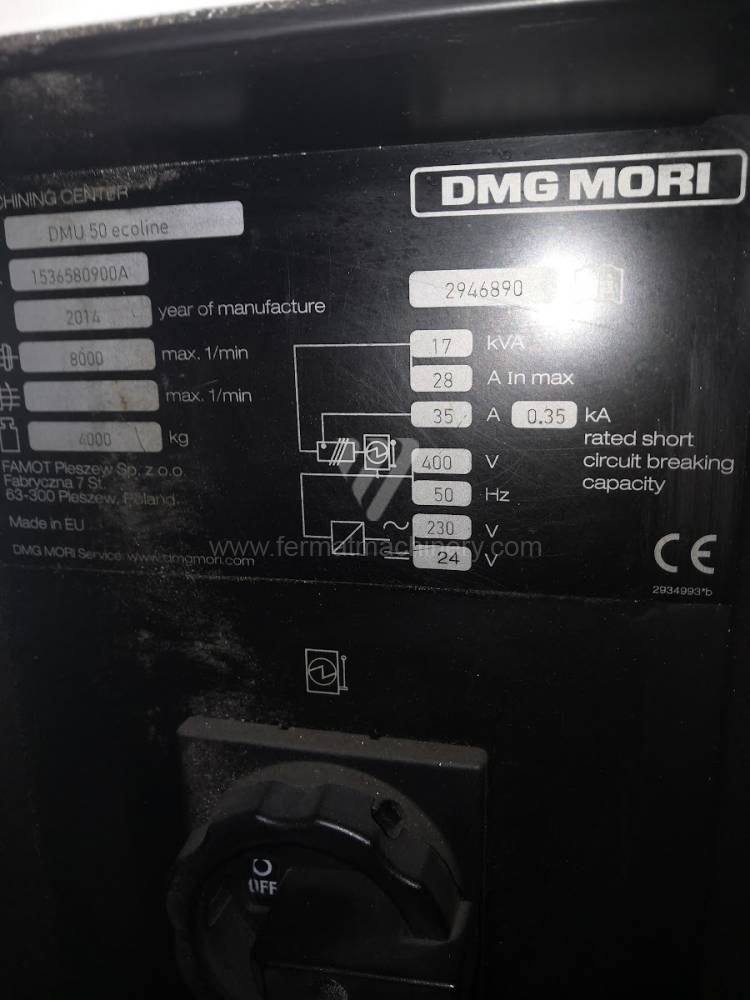 DMG MORI
CHINING CENTER
DMU 50 ecoline
1536580900A
2946890
2014 year of manufacture
8000 max. 1/min
max. 1/min
4000 kg
17 kVA
28 A In max
35 A 0.35 kA
rated short
circuit breaking
capacity
400 V
50 Hz
230 V
24 V
FAMOT Pleszew Sp. z o.o.
Fabryczna 7 St.
63-300 Pleszew, Poland
Made in EU
DMG MORI Service: www.dmgmori.com
CE
2934993*b
www.fermatmachinery.com
OFF